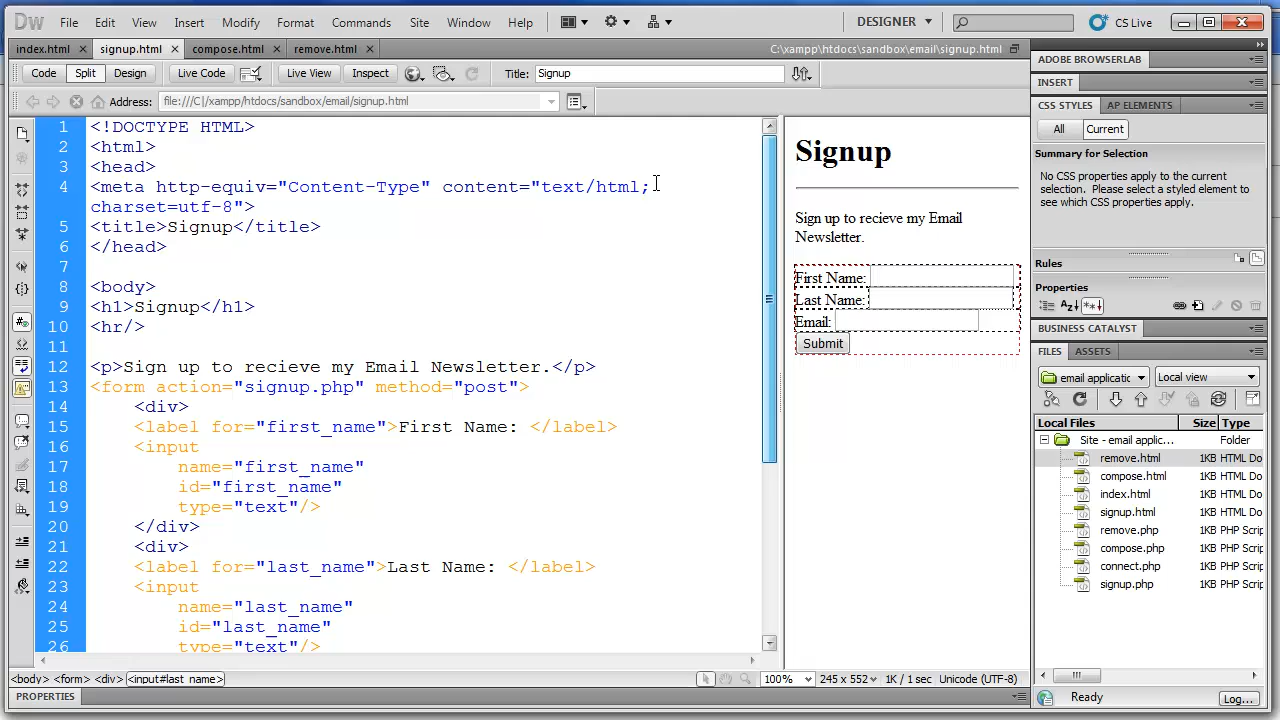 Dw File Edit View Insert Modify Format Commands Site Window Help DESIGNER CS Live
index.html signup.html compose.html remove.html C:\xampp\htdocs\sandbox\email\signup.html
Code Split Design Live Code Live View Inspect Title: Signup
Address: file:///C|/xampp/htdocs/sandbox/email/signup.html
1 <!DOCTYPE HTML>
2 <html>
3 <head>
4 <meta http-equiv="Content-Type" content="text/html;
charset=utf-8">
5 <title>Signup</title>
6 </head>
7
8 <body>
9 <h1>Signup</h1>
10 <hr/>
11
12 <p>Sign up to recieve my Email Newsletter.</p>
13 <form action="signup.php" method="post">
14 <div>
15 <label for="first_name">First Name: </label>
16 <input
17 name="first_name"
18 id="first_name"
19 type="text"/>
20 </div>
21 <div>
22 <label for="last_name">Last Name: </label>
23 <input
24 name="last_name"
25 id="last_name"
26 type="text"/>
Signup
Sign up to recieve my Email
Newsletter.
First Name:
Last Name:
Email:
Submit
ADOBE BROWSERLAB
INSERT
CSS STYLES AP ELEMENTS
All Current
Summary for Selection
No CSS properties apply to the current
selection. Please select a styled element to
see which CSS properties apply.
Rules
Properties
Az
BUSINESS CATALYST
FILES ASSETS
email applicatic Local view
Local Files Size Type
Site - email applic... Folder
remove.html 1KB HTML Do
compose.html 1KB HTML Do
index.html 1KB HTML Do
signup.html 1KB HTML Do
remove.php 1KB PHP Scrip
compose.php 1KB PHP Scrip
connect.php 1KB PHP Scrip
signup.php 1KB PHP Scrip
Ready Log...
<body> <form> <div> <input#last_name> 100% 245 x 552 1K / 1 sec Unicode (UTF-8)
PROPERTIES